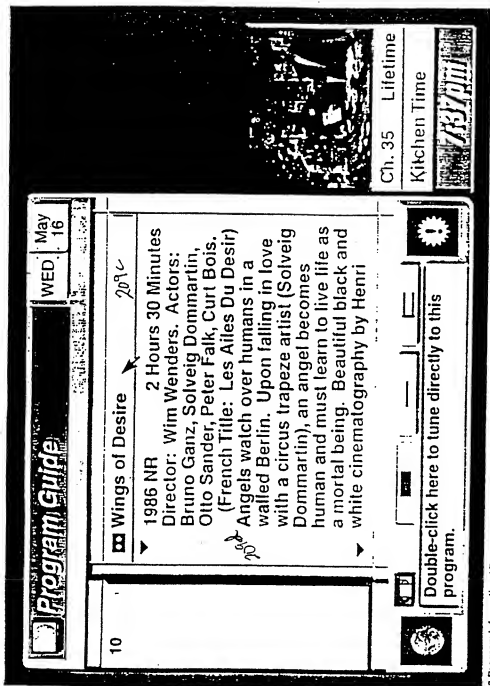 Program Guide
WED
May
16
10
Wings of Desire
209c
1986 NR 2 Hours 30 Minutes
Director: Wim Wenders. Actors:
Bruno Ganz, Solveig Dommartin,
Otto Sander, Peter Falk, Curt Bois.
(French Title: Les Ailes Du Desir)
Angels watch over humans in a
walled Berlin. Upon falling in love
with a circus trapeze artist (Solveig
Dommartin), an angel becomes
human and must learn to live life as
a mortal being. Beautiful black and
white cinematography by Henri
Double-click here to tune directly to this
program.
Ch. 35 Lifetime
Kitchen Time
7:37pm